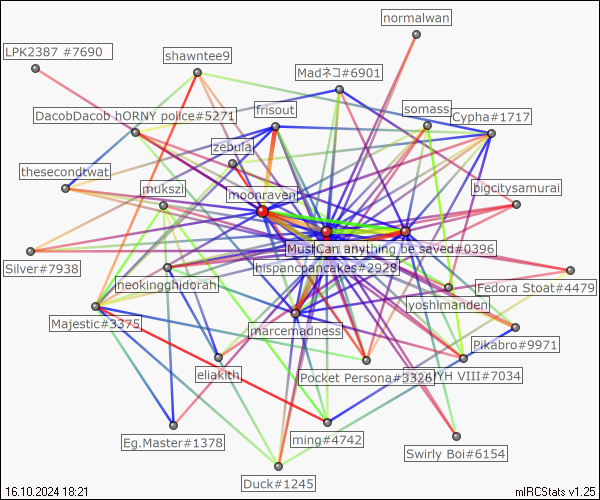 normalwan
LPK2387 #7690
shawntee9
Madネコ#6901
DacobDacob hORNY police#5271
frisout
somass
Cypha#1717
zebulaj
thesecondtwat
mukszi
moonraven
bigcitysamurai
Can anything be saved#0396
Silver#7938
hispancpancakes#2928
neokingghidorah
Fedora Stoat#4479
yoshimanden
Majestic#3375
marcemadness
Pikabro#9971
eliakith
Pocket Persona#3326
VIII#7034
Eg.Master#1378
ming#4742
Swirly Boi#6154
Duck#1245
16.10.2024 18:21
mIRCStats v1.25